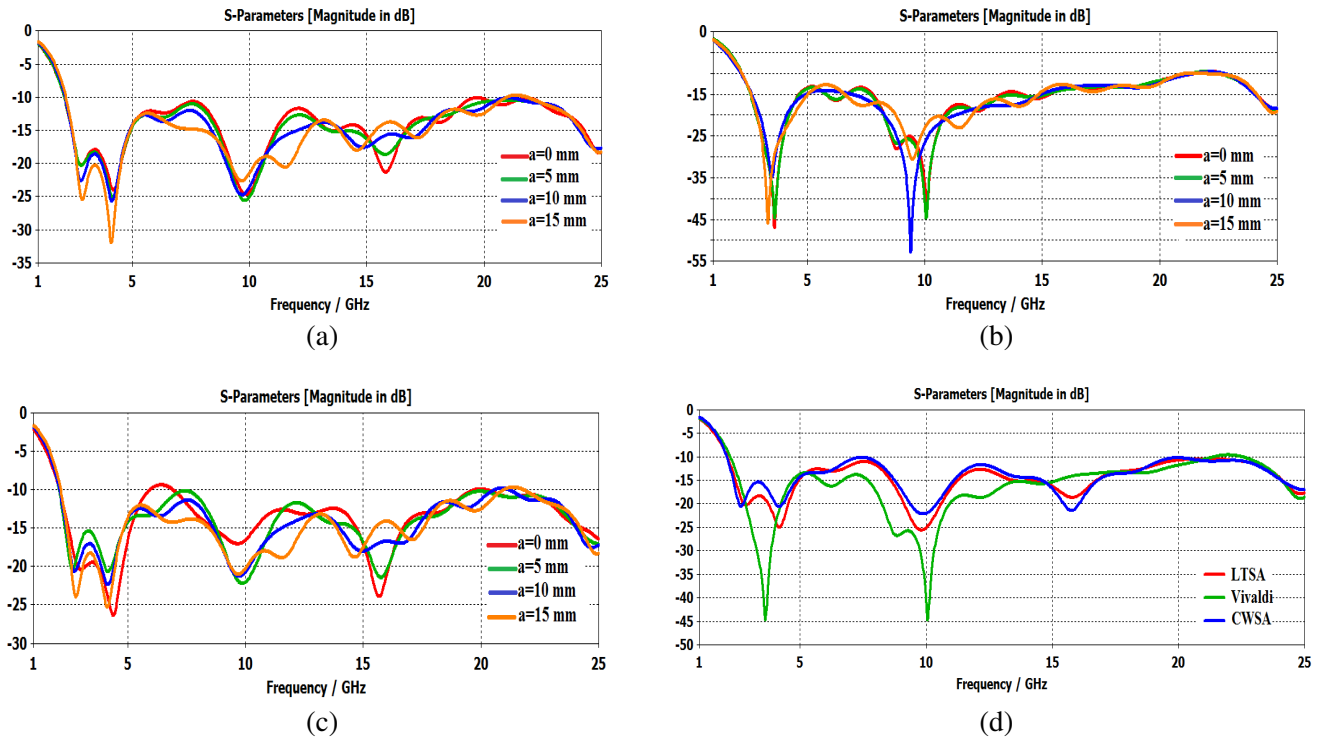 S-Parameters [Magnitude in dB]
0
-5
-10
-15
-20
-25
-30
-35
a=0 mm
a=5 mm
a=10 mm
a=15 mm
1
5
10
15
20
25
Frequency / GHz
(a)
S-Parameters [Magnitude in dB]
0
-15
-25
-35
-45
-55
a=0 mm
a=5 mm
a=10 mm
a=15 mm
1
5
10
15
20
25
Frequency / GHz
(b)
S-Parameters [Magnitude in dB]
0
-5
-10
-15
-20
-25
-30
a=0 mm
a=5 mm
a=10 mm
a=15 mm
1
5
10
15
20
25
Frequency / GHz
(c)
S-Parameters [Magnitude in dB]
0
-5
-10
-15
-20
-25
-30
-35
-40
-45
-50
LTSA
Vivaldi
CWSA
1
5
10
15
20
25
Frequency / GHz
(d)